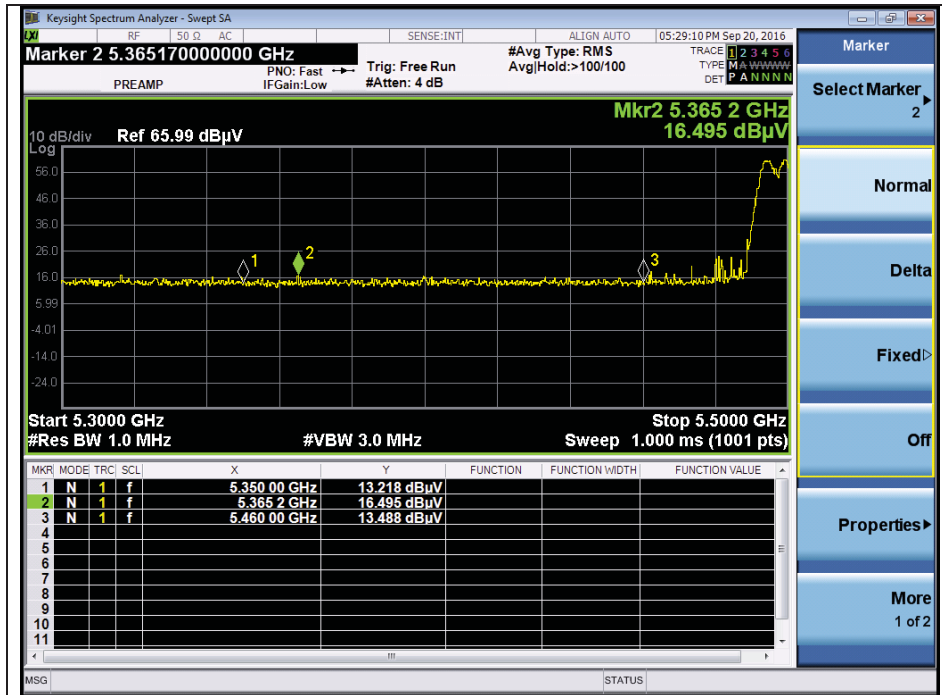 Keysight Spectrum Analyzer - Swept SA
LXI RF 50 Ω AC SENSE:INT ALIGN AUTO 05:29:10 PM Sep 20, 2016
Marker 2 5.365170000000 GHz #Avg Type: RMS TRACE 1 2 3 4 5 6
PNO: Fast Trig: Free Run Avg|Hold:>100/100 TYPE M A W W W W
PREAMP IFGain:Low #Atten: 4 dB DET P A N N N N
Mkr2 5.365 2 GHz
10 dB/div Ref 65.99 dBµV 16.495 dBµV
Log
56.0
46.0
36.0
26.0
16.0
5.99
-4.01
-14.0
-24.0
1
2
3
Start 5.3000 GHz Stop 5.5000 GHz
#Res BW 1.0 MHz #VBW 3.0 MHz Sweep 1.000 ms (1001 pts)
MKR MODE TRC SCL X Y FUNCTION FUNCTION WIDTH FUNCTION VALUE
1 N 1 f 5.350 00 GHz 13.218 dBµV
2 N 1 f 5.365 2 GHz 16.495 dBµV
3 N 1 f 5.460 00 GHz 13.488 dBµV
4
5
6
7
8
9
10
11
MSG STATUS
Marker
Select Marker
2
Normal
Delta
Fixed
Off
Properties
More
1 of 2